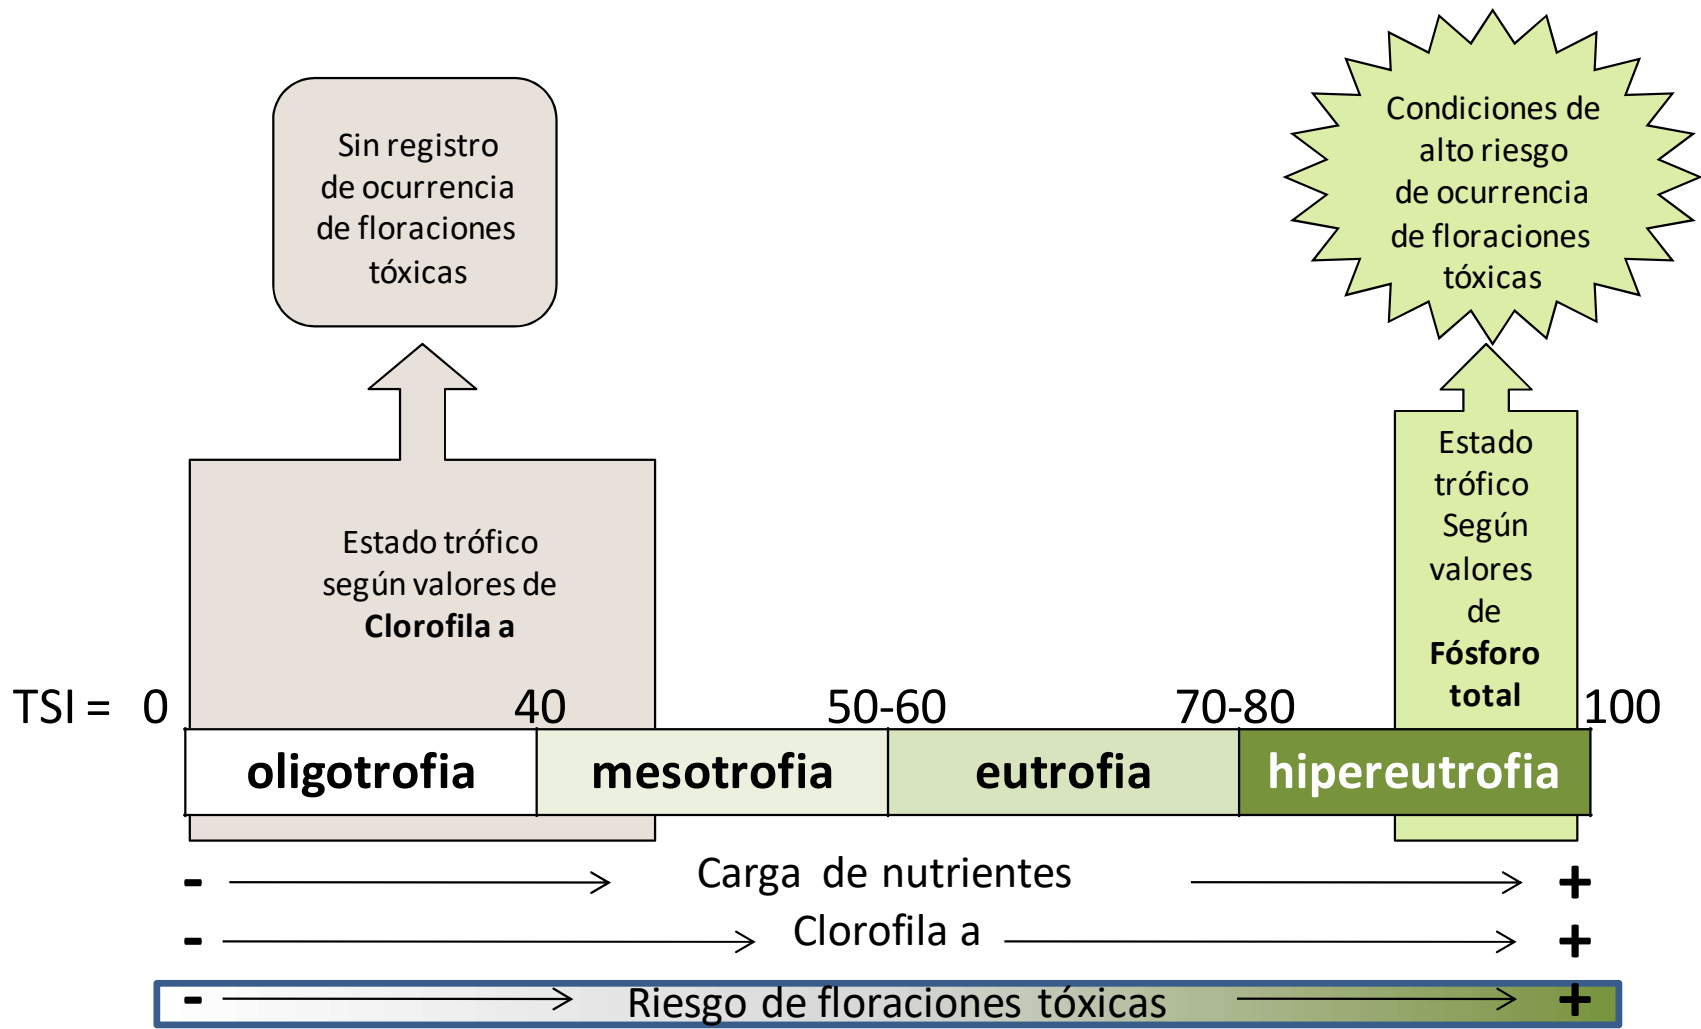 Sin registro
de ocurrencia
de floraciones
tóxicas
Condiciones de
alto riesgo
de ocurrencia
de floraciones
tóxicas
Estado trófico
según valores de
Clorofila a
Estado
trófico
Según
valores
de
Fósforo
total
TSI = 0 40 50-60 70-80 100
oligotrofia mesotrofia eutrofia hipereutrofia
- Carga de nutrientes +
- Clorofila a +
- Riesgo de floraciones tóxicas +